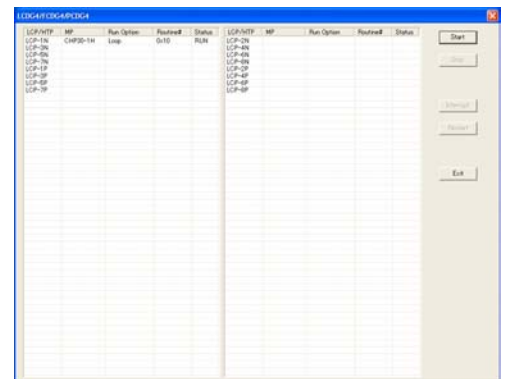 LCDG4/FCDG4/PCDG4
LCP/HTP MP Run Option Routine# Status
LCP-1N CHP30-1H Loop 0x10 RUN
LCP-3N
LCP-5N
LCP-7N
LCP-1P
LCP-3P
LCP-5P
LCP-7P
LCP/HTP MP Run Option Routine# Status
LCP-2N
LCP-4N
LCP-6N
LCP-8N
LCP-2P
LCP-4P
LCP-6P
LCP-8P
Start
Stop
Interrupt
Restart
Exit